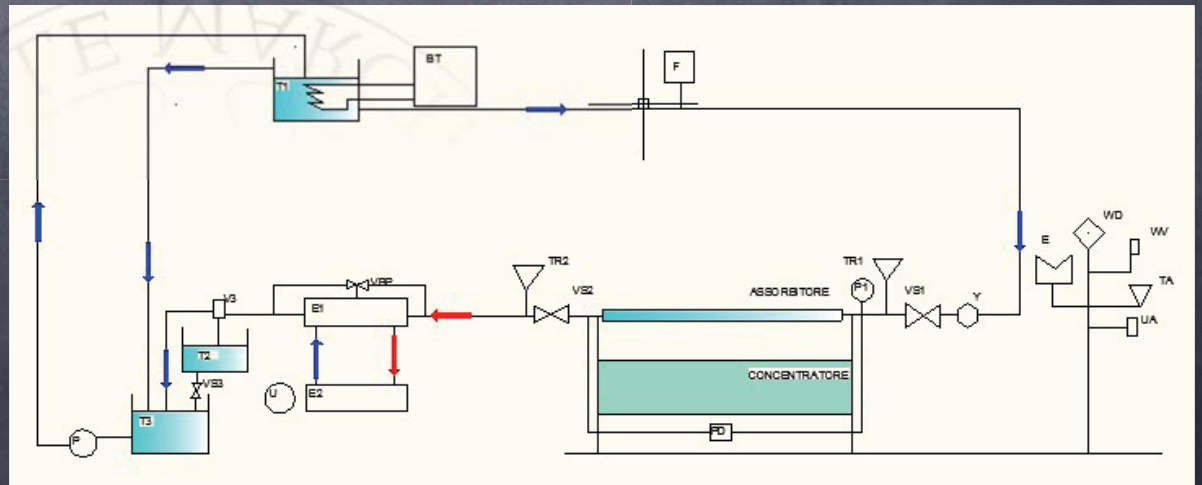 BT
T1
F
WD
E
WV
TR2
TR1
TA
VBP
VS2
ASSORBITORE
P1
VS1
Y
V3
E1
UA
T2
CONCENTRATORE
VS3
U
E2
T3
P
PD